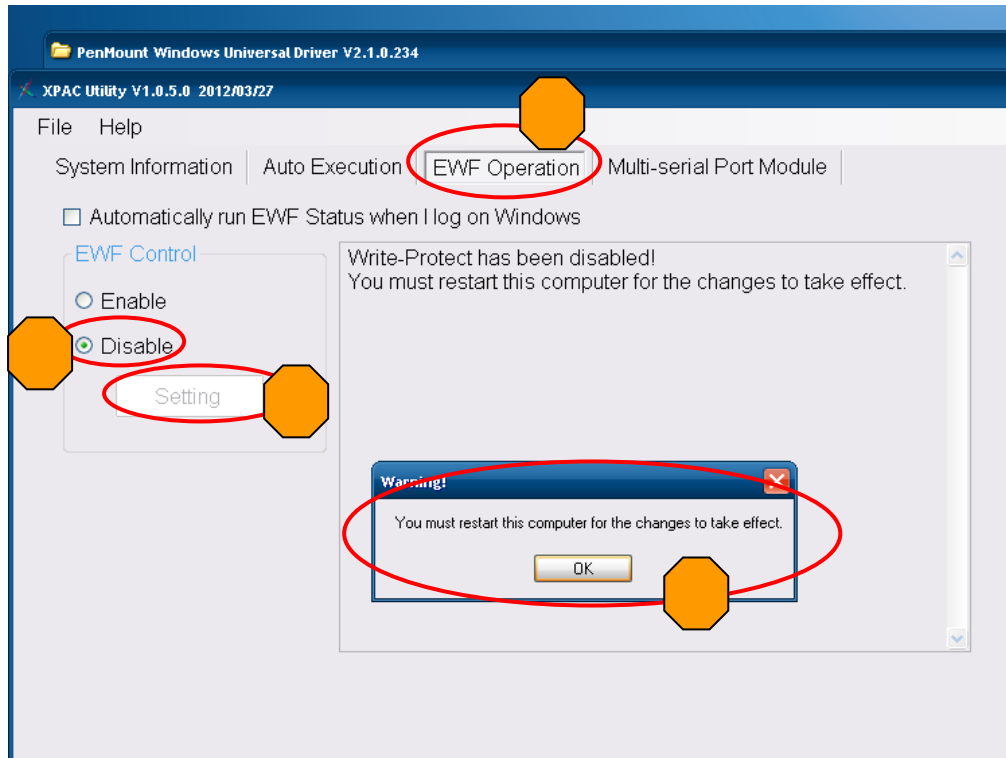 PenMount Windows Universal Driver V2.1.0.234
XPAC Utility V1.0.5.0 2012/03/27
File Help
System Information Auto Execution EWF Operation Multi-serial Port Module
Automatically run EWF Status when I log on Windows
EWF Control
Enable
Disable
Setting
Write-Protect has been disabled!
You must restart this computer for the changes to take effect.
Warning!
You must restart this computer for the changes to take effect.
OK